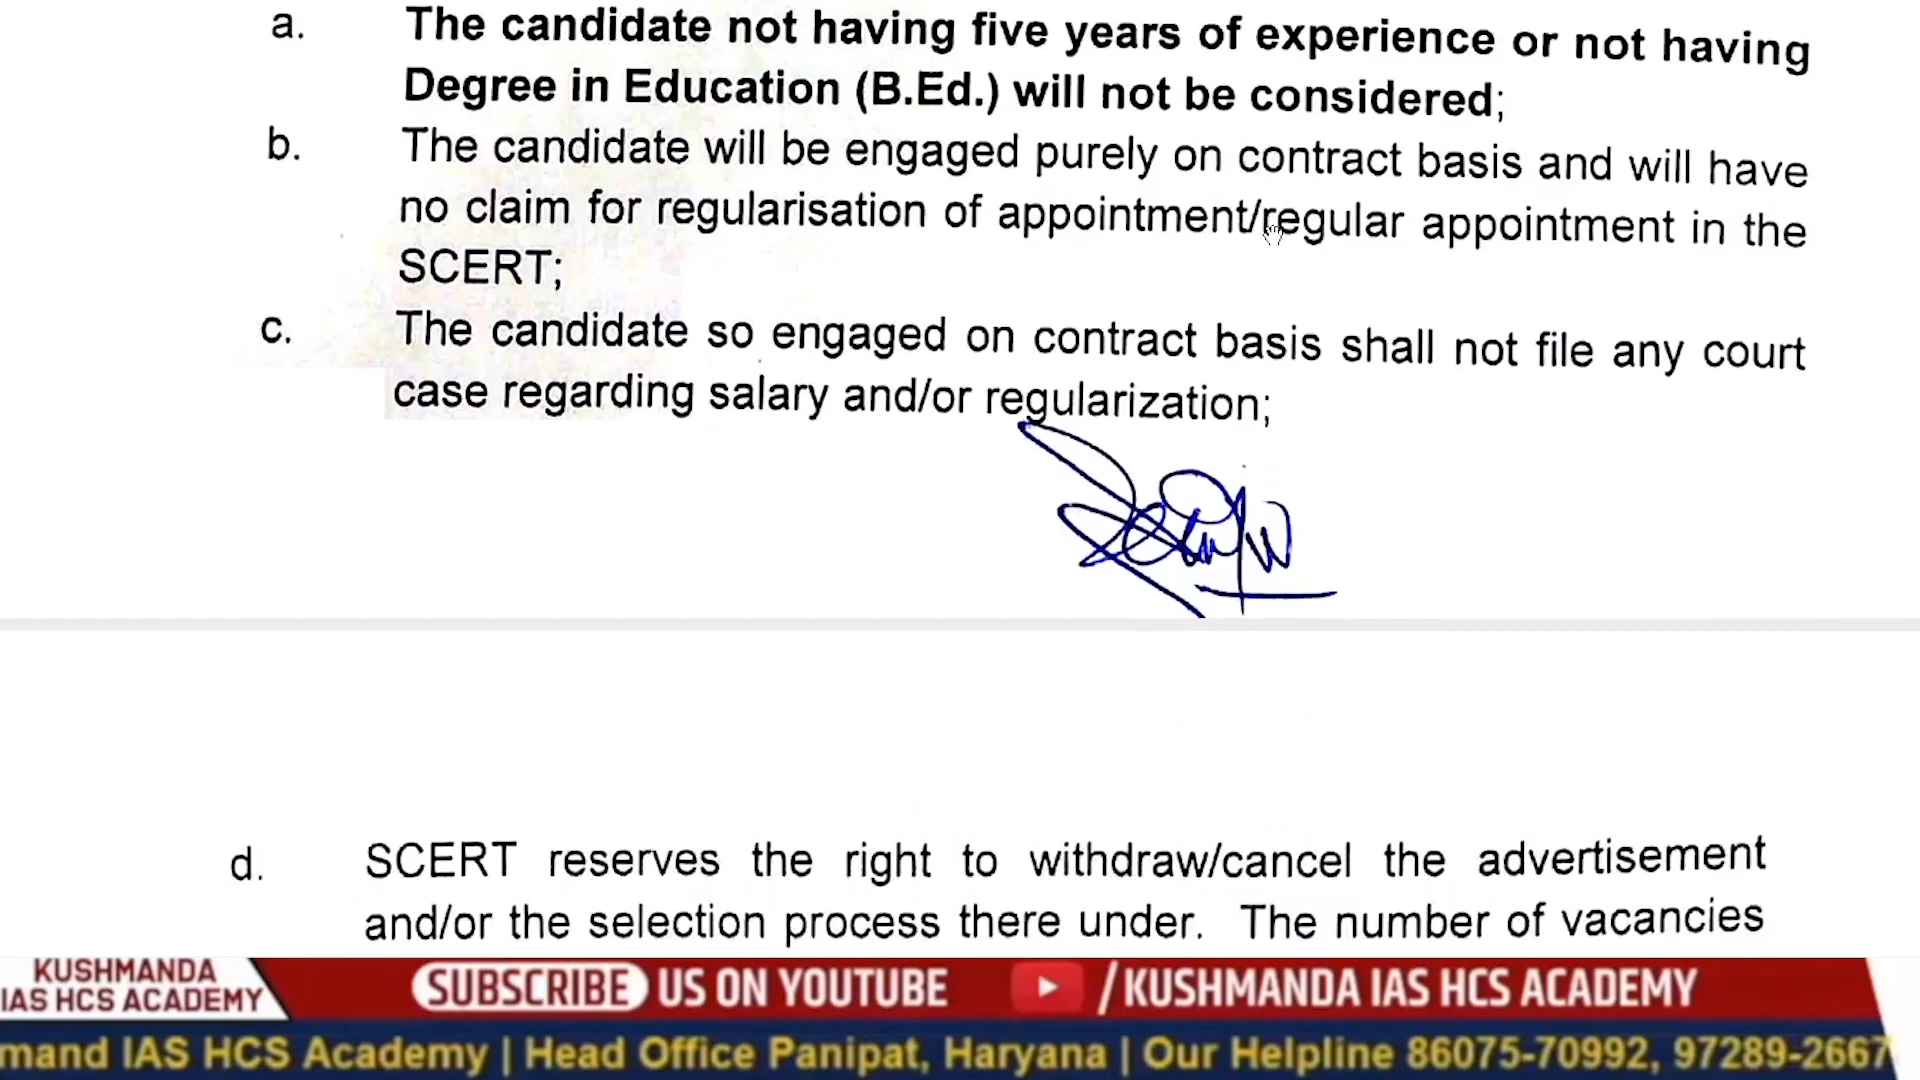 a. The candidate not having five years of experience or not having
Degree in Education (B.Ed.) will not be considered;
b. The candidate will be engaged purely on contract basis and will have
no claim for regularisation of appointment/regular appointment in the
SCERT;
c. The candidate so engaged on contract basis shall not file any court
case regarding salary and/or regularization;
d. SCERT reserves the right to withdraw/cancel the advertisement
and/or the selection process there under. The number of vacancies
KUSHMANDA
IAS HCS ACADEMY
SUBSCRIBE US ON YOUTUBE /KUSHMANDA IAS HCS ACADEMY
mand IAS HCS Academy | Head Office Panipat, Haryana | Our Helpline 86075-70992, 97289-2667